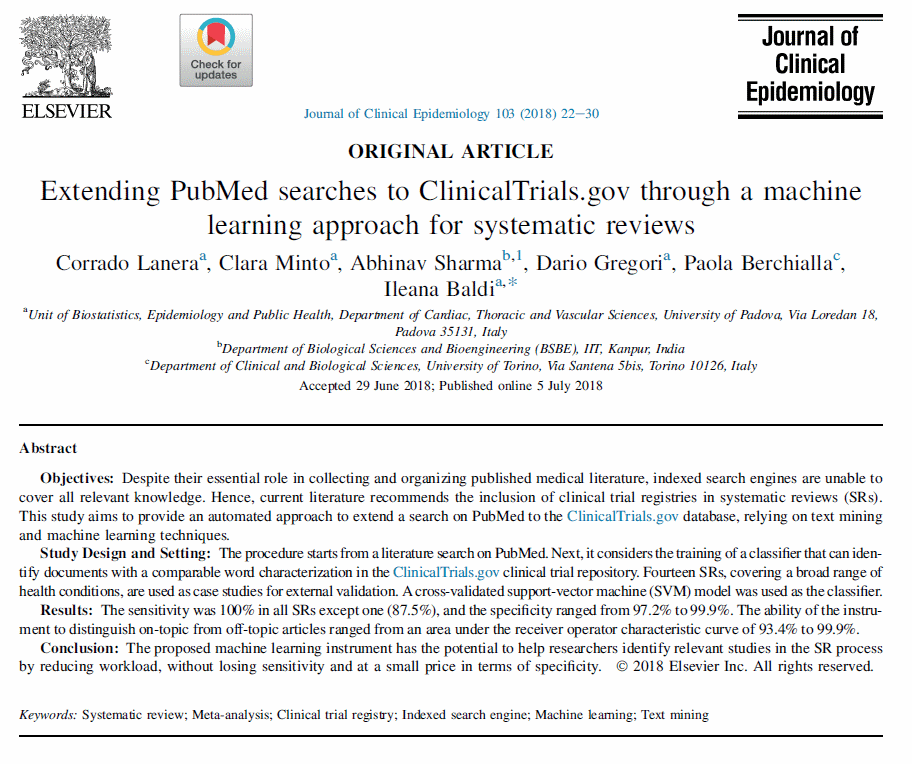 ELSEVIER
Check for
updates
Journal of
Clinical
Epidemiology
Journal of Clinical Epidemiology 103 (2018) 22–30
ORIGINAL ARTICLE
Extending PubMed searches to ClinicalTrials.gov through a machine
learning approach for systematic reviews
Corrado Lanera^a, Clara Minto^a, Abhinav Sharma^b,1, Dario Gregori^a, Paola Berchialla^c,
Ileana Baldi^a,*
^aUnit of Biostatistics, Epidemiology and Public Health, Department of Cardiac, Thoracic and Vascular Sciences, University of Padova, Via Loredan 18,
Padova 35131, Italy
^bDepartment of Biological Sciences and Bioengineering (BSBE), IIT, Kanpur, India
^cDepartment of Clinical and Biological Sciences, University of Torino, Via Santena 5bis, Torino 10126, Italy
Accepted 29 June 2018; Published online 5 July 2018
Abstract
Objectives: Despite their essential role in collecting and organizing published medical literature, indexed search engines are unable to
cover all relevant knowledge. Hence, current literature recommends the inclusion of clinical trial registries in systematic reviews (SRs).
This study aims to provide an automated approach to extend a search on PubMed to the ClinicalTrials.gov database, relying on text mining
and machine learning techniques.
Study Design and Setting: The procedure starts from a literature search on PubMed. Next, it considers the training of a classifier that can iden-
tify documents with a comparable word characterization in the ClinicalTrials.gov clinical trial repository. Fourteen SRs, covering a broad range of
health conditions, are used as case studies for external validation. A cross-validated support-vector machine (SVM) model was used as the classifier.
Results: The sensitivity was 100% in all SRs except one (87.5%), and the specificity ranged from 97.2% to 99.9%. The ability of the instru-
ment to distinguish on-topic from off-topic articles ranged from an area under the receiver operator characteristic curve of 93.4% to 99.9%.
Conclusion: The proposed machine learning instrument has the potential to help researchers identify relevant studies in the SR process
by reducing workload, without losing sensitivity and at a small price in terms of specificity. © 2018 Elsevier Inc. All rights reserved.
Keywords: Systematic review; Meta-analysis; Clinical trial registry; Indexed search engine; Machine learning; Text mining